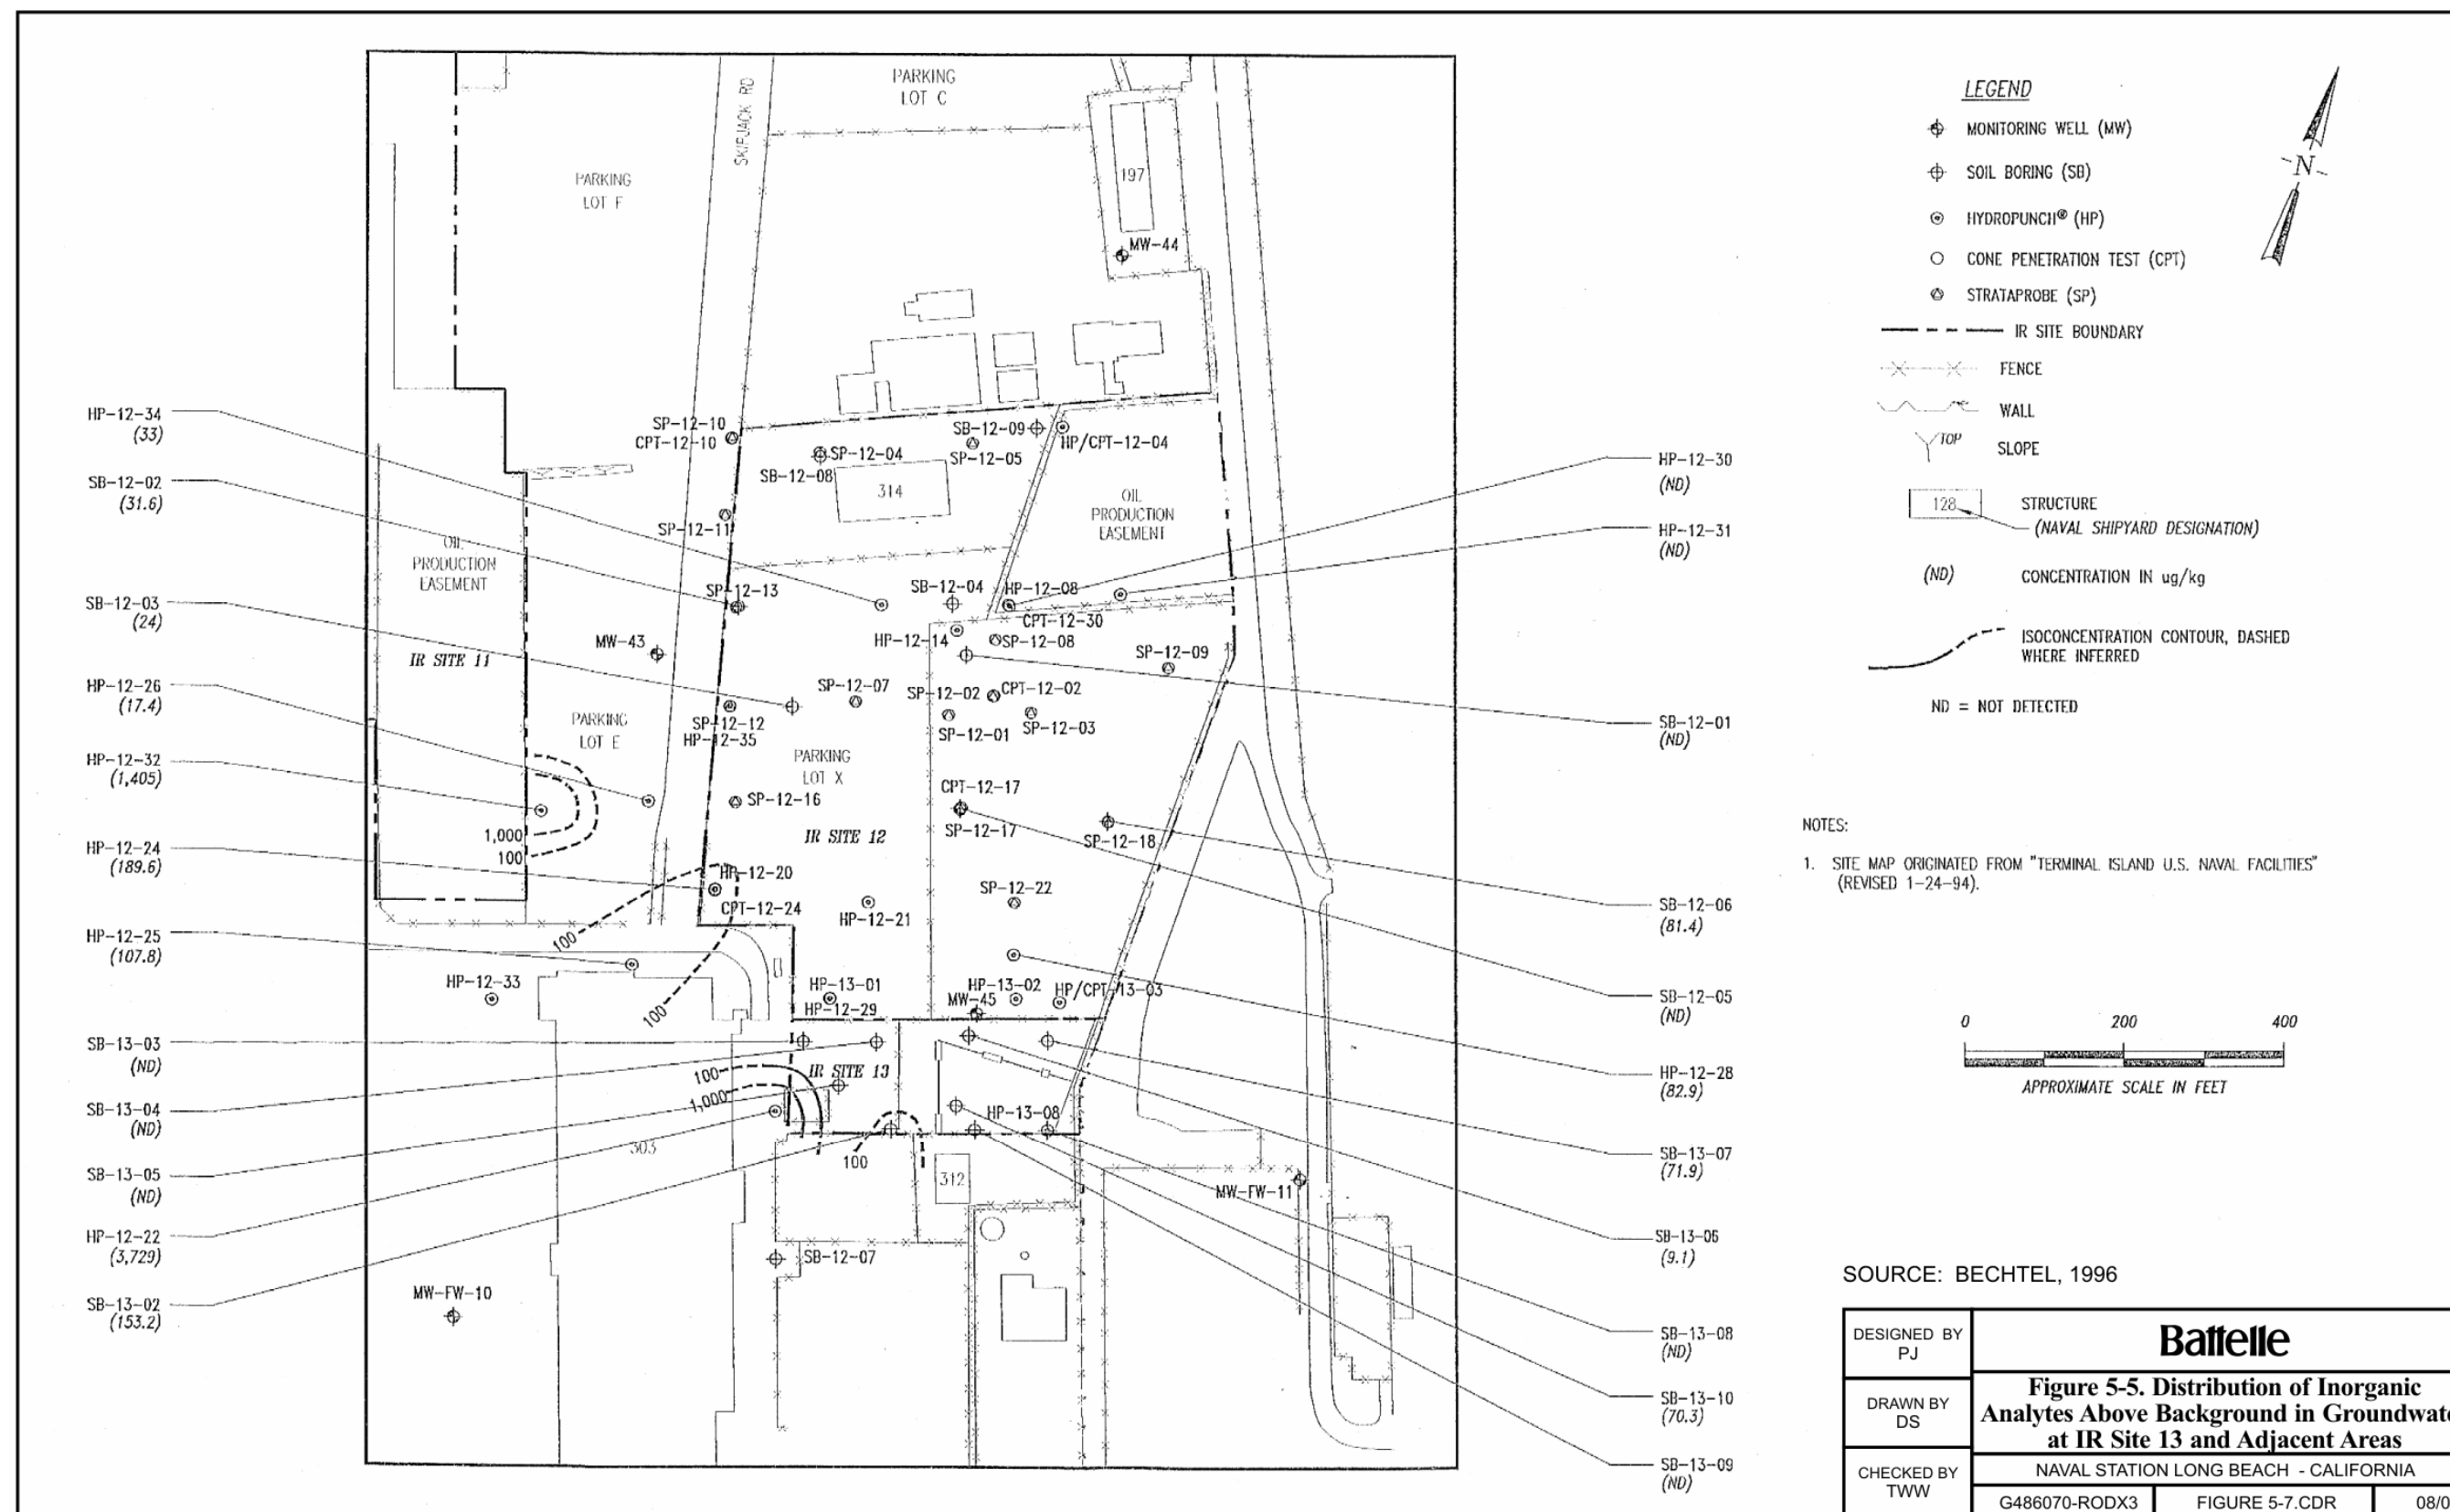 PARKING
LOT C
SKIPJACK RD
PARKING
LOT F
197
MW-44
HP-12-34
(33)
SB-12-02
(31.6)
SB-12-03
(24)
HP-12-26
(17.4)
HP-12-32
(1,405)
HP-12-24
(189.6)
HP-12-25
(107.8)
SB-13-03
(ND)
SB-13-04
(ND)
SB-13-05
(ND)
HP-12-22
(3,729)
SB-13-02
(153.2)
SP-12-10
CPT-12-10
SP-12-04
SB-12-08
314
SB-12-09
SP-12-05
HP/CPT-12-04
SP-12-11
OIL
PRODUCTION
EASEMENT
OIL
PRODUCTION
EASEMENT
SP-12-13
SB-12-04
HP-12-08
CPT-12-30
HP-12-14
SP-12-08
MW-43
IR SITE 11
SP-12-09
SP-12-07
SP-12-02
CPT-12-02
SP-12-12
HP-12-35
SP-12-01
SP-12-03
PARKING
LOT E
PARKING
LOT X
CPT-12-17
SP-12-16
SP-12-17
SP-12-18
IR SITE 12
1,000
100
HP-12-20
CPT-12-24
HP-12-21
SP-12-22
100
HP-12-33
HP-13-01
HP-12-29
HP-13-02
MW-45
HP/CPT-13-03
100
100
IR SITE 13
1,000
HP-13-08
303
100
312
MW-FW-11
SB-12-07
MW-FW-10
HP-12-30
(ND)
HP-12-31
(ND)
SB-12-01
(ND)
SB-12-06
(81.4)
SB-12-05
(ND)
HP-12-28
(82.9)
SB-13-07
(71.9)
SB-13-06
(9.1)
SB-13-08
(ND)
SB-13-10
(70.3)
SB-13-09
(ND)
LEGEND
MONITORING WELL (MW)
SOIL BORING (SB)
HYDROPUNCH® (HP)
CONE PENETRATION TEST (CPT)
STRATAPROBE (SP)
IR SITE BOUNDARY
FENCE
WALL
TOP
SLOPE
128
STRUCTURE
(NAVAL SHIPYARD DESIGNATION)
(ND) CONCENTRATION IN ug/kg
ISOCONCENTRATION CONTOUR, DASHED
WHERE INFERRED
ND = NOT DETECTED
N
NOTES:
1. SITE MAP ORIGINATED FROM "TERMINAL ISLAND U.S. NAVAL FACILITIES"
(REVISED 1-24-94).
0 200 400
APPROXIMATE SCALE IN FEET
SOURCE: BECHTEL, 1996
DESIGNED BY
PJ
Battelle
DRAWN BY
DS
Figure 5-5. Distribution of Inorganic
Analytes Above Background in Groundwat
at IR Site 13 and Adjacent Areas
CHECKED BY
TWW
NAVAL STATION LONG BEACH - CALIFORNIA
G486070-RODX3
FIGURE 5-7.CDR
08/0